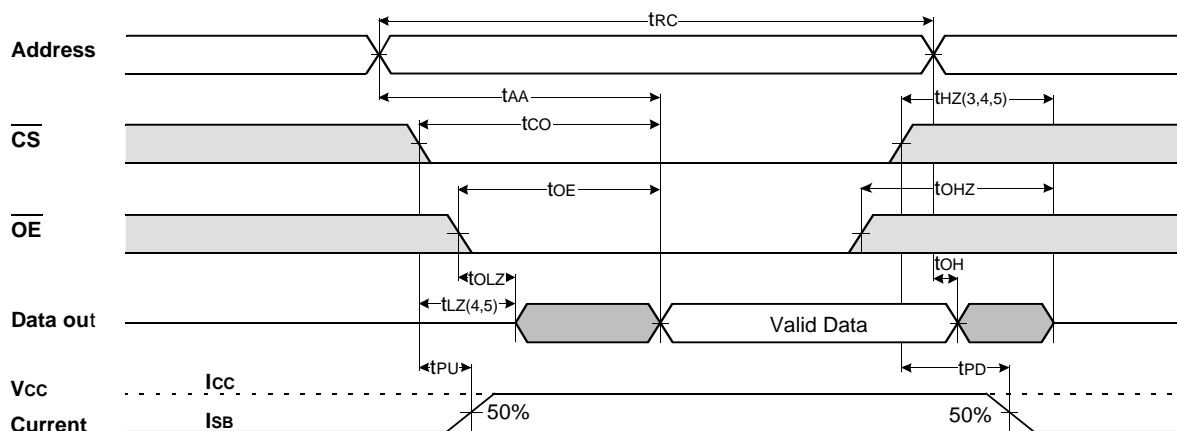 tRC
Address
tAA
tHZ(3,4,5)
tCO
CS
tOE
tOHZ
OE
tOLZ
tOH
tLZ(4,5)
Data out
Valid Data
tPU
tPD
VCC
ICC
50%
50%
Current
ISB